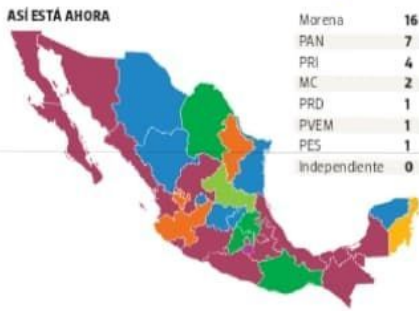 ASÍ ESTÁ AHORA
Morena 16
PAN 7
PRI 4
MC 2
PRD 1
PVEM 1
PES 1
Independiente 0